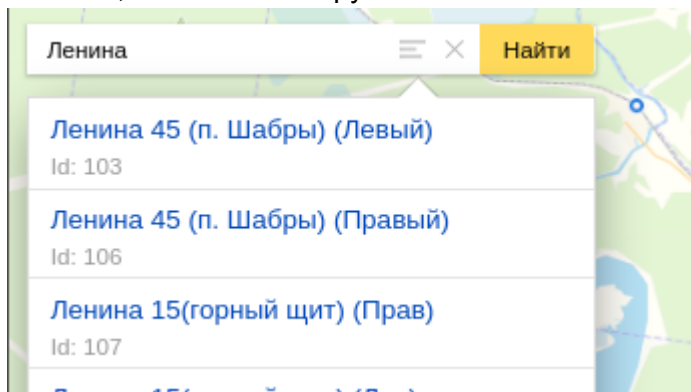 Ленина
Найти
Ленина 45 (п. Шабры) (Левый)
Id: 103
Ленина 45 (п. Шабры) (Правый)
Id: 106
Ленина 15(горный щит) (Прав)
Id: 107